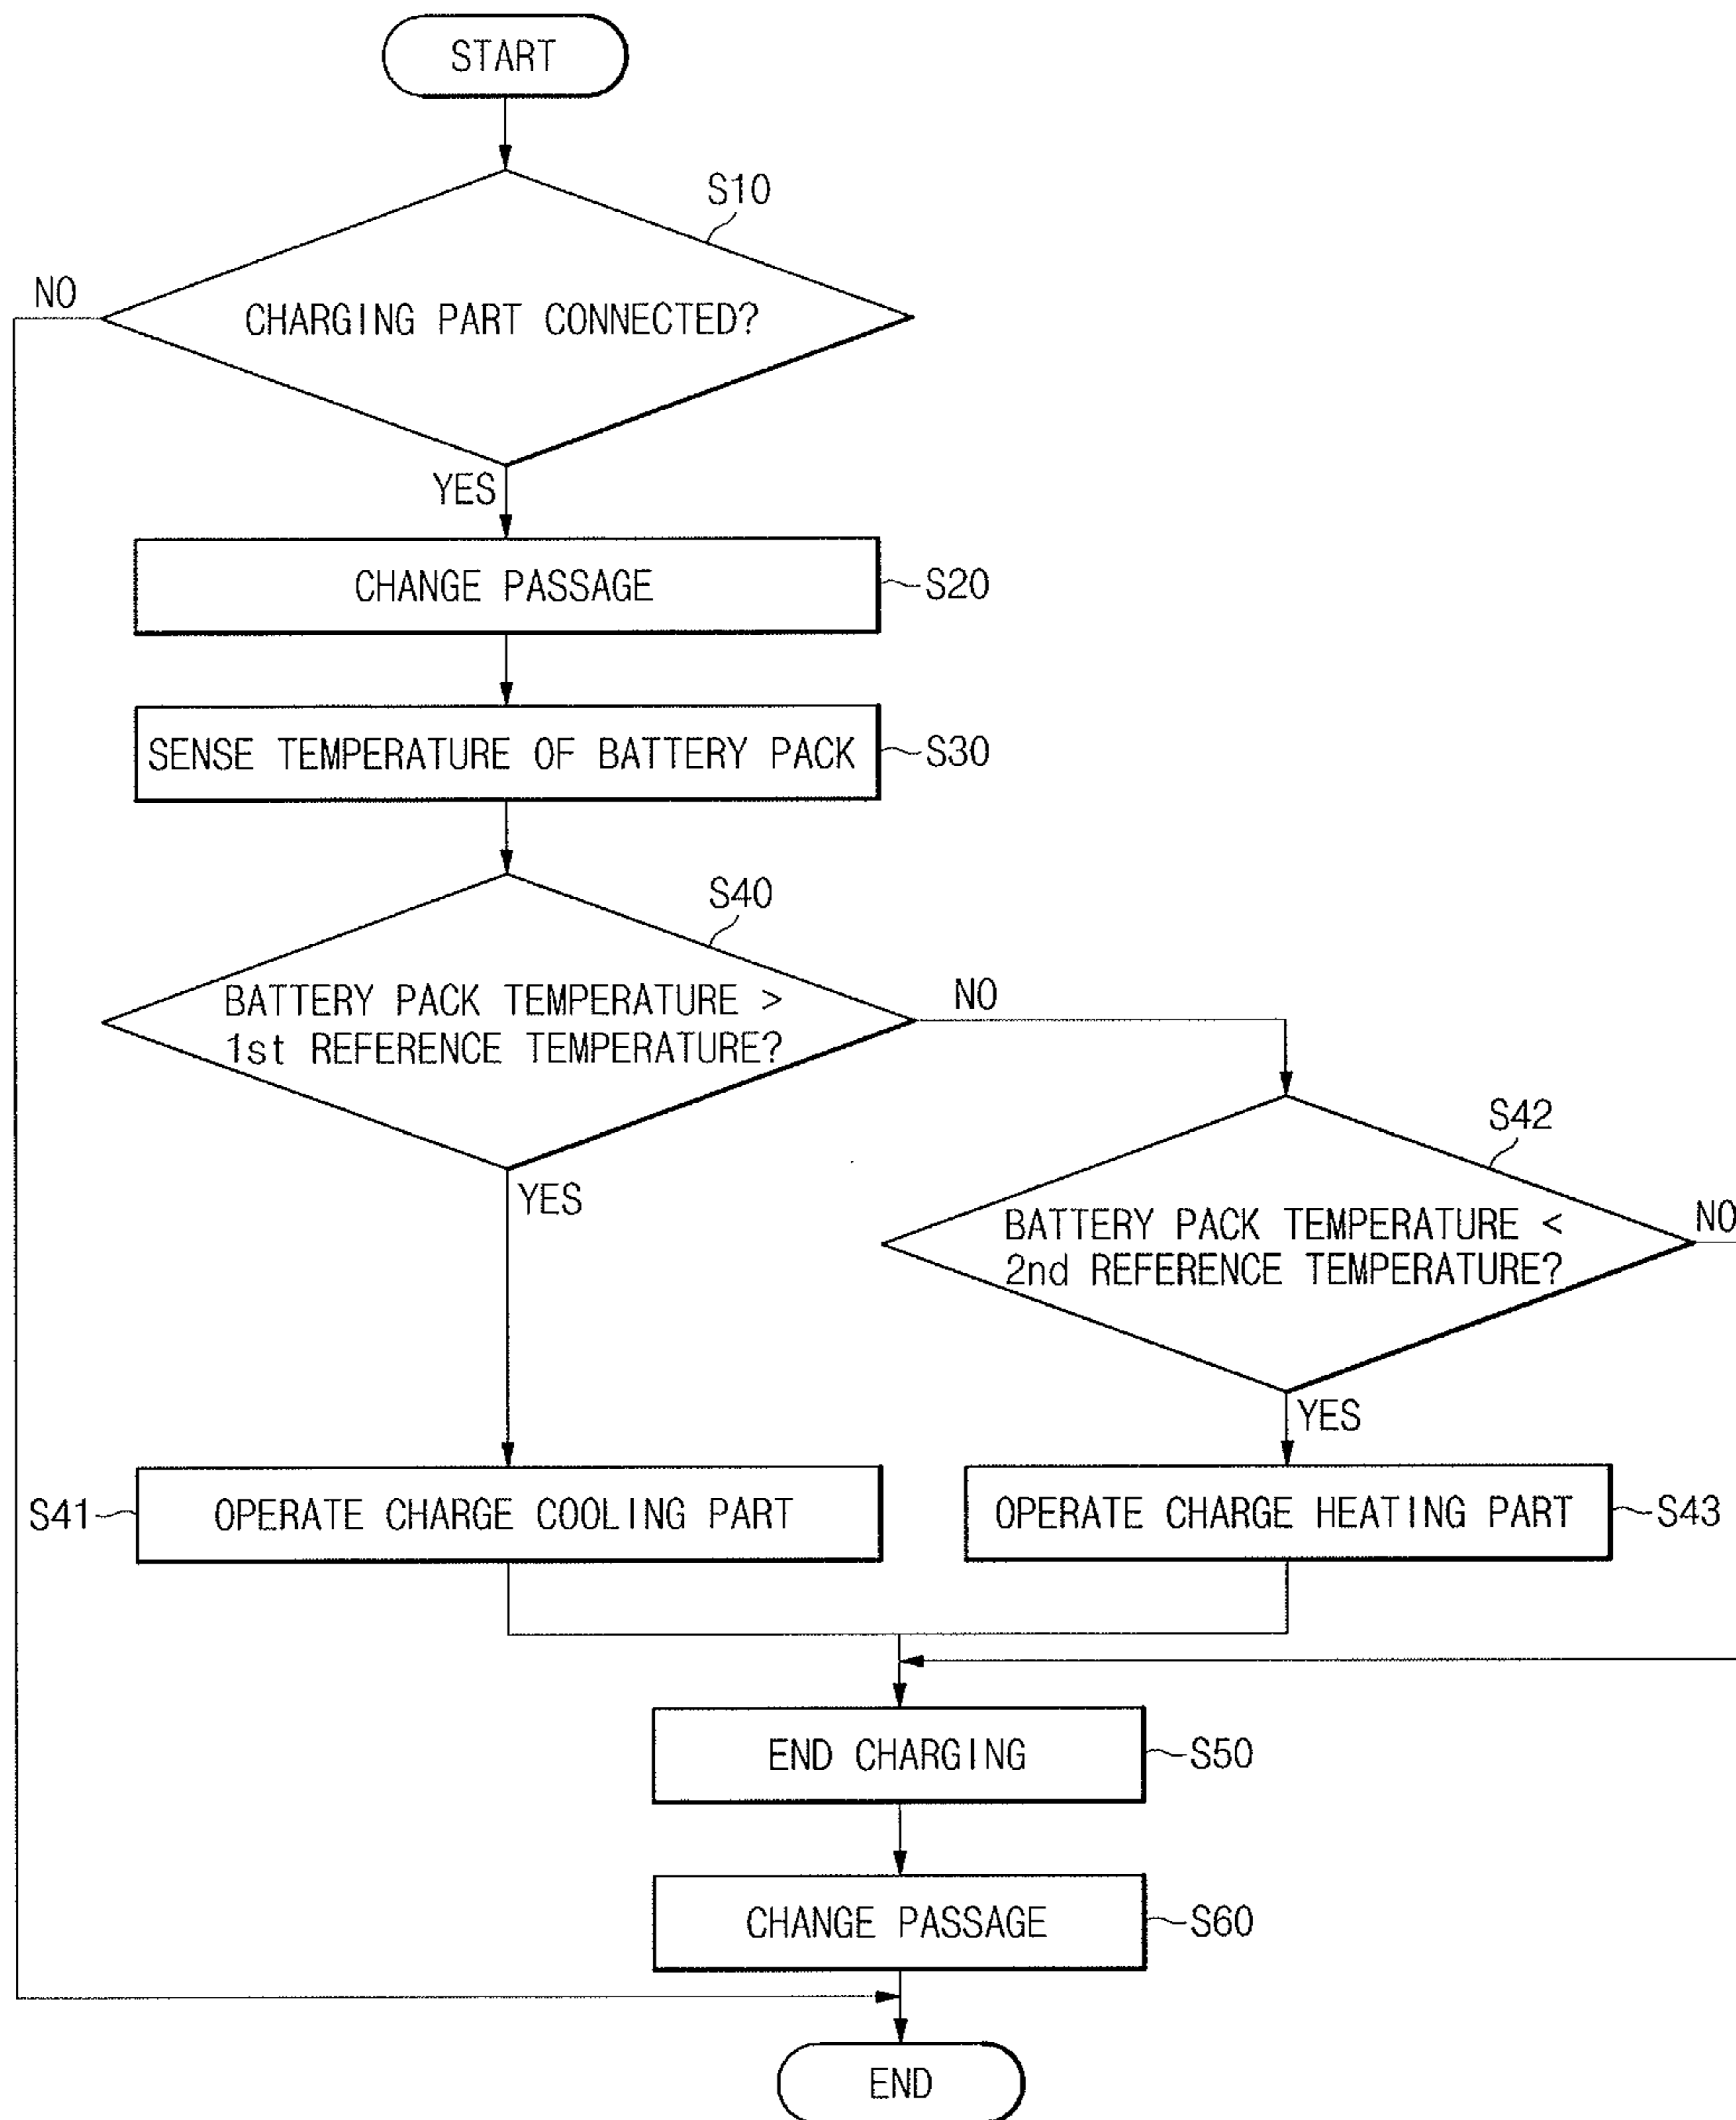 START
S10
NO
CHARGING PART CONNECTED?
YES
CHANGE PASSAGE
S20
SENSE TEMPERATURE OF BATTERY PACK
S30
S40
BATTERY PACK TEMPERATURE >
1st REFERENCE TEMPERATURE?
NO
YES
S42
BATTERY PACK TEMPERATURE <
2nd REFERENCE TEMPERATURE?
NO
YES
S41
OPERATE CHARGE COOLING PART
OPERATE CHARGE HEATING PART
S43
END CHARGING
S50
CHANGE PASSAGE
S60
END